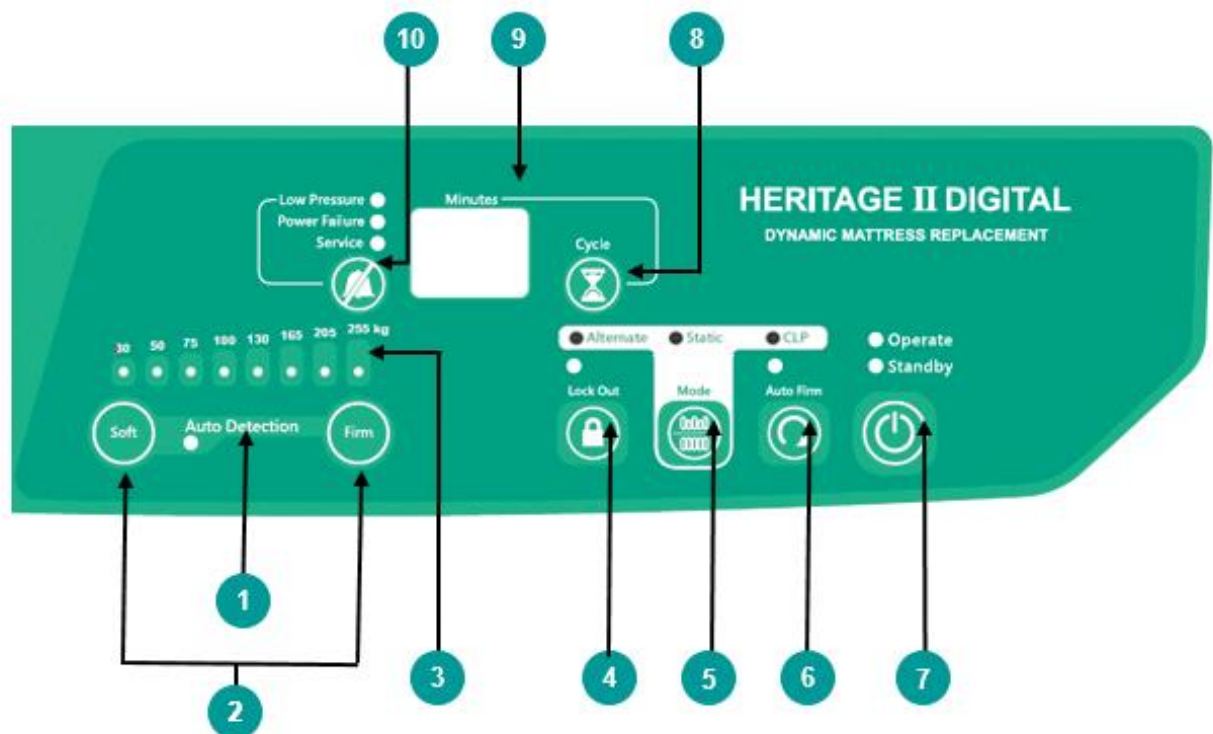 10 9 8
Low Pressure
Power Failure
Service
Minutes
Cycle
HERITAGE II DIGITAL
DYNAMIC MATTRESS REPLACEMENT
30 50 75 100 130 165 205 255 kg
Soft
Auto Detection
Firm
Alternate Static CLP
Lock Out Mode Auto Firm
Operate
Standby
1
2 3 4 5 6 7